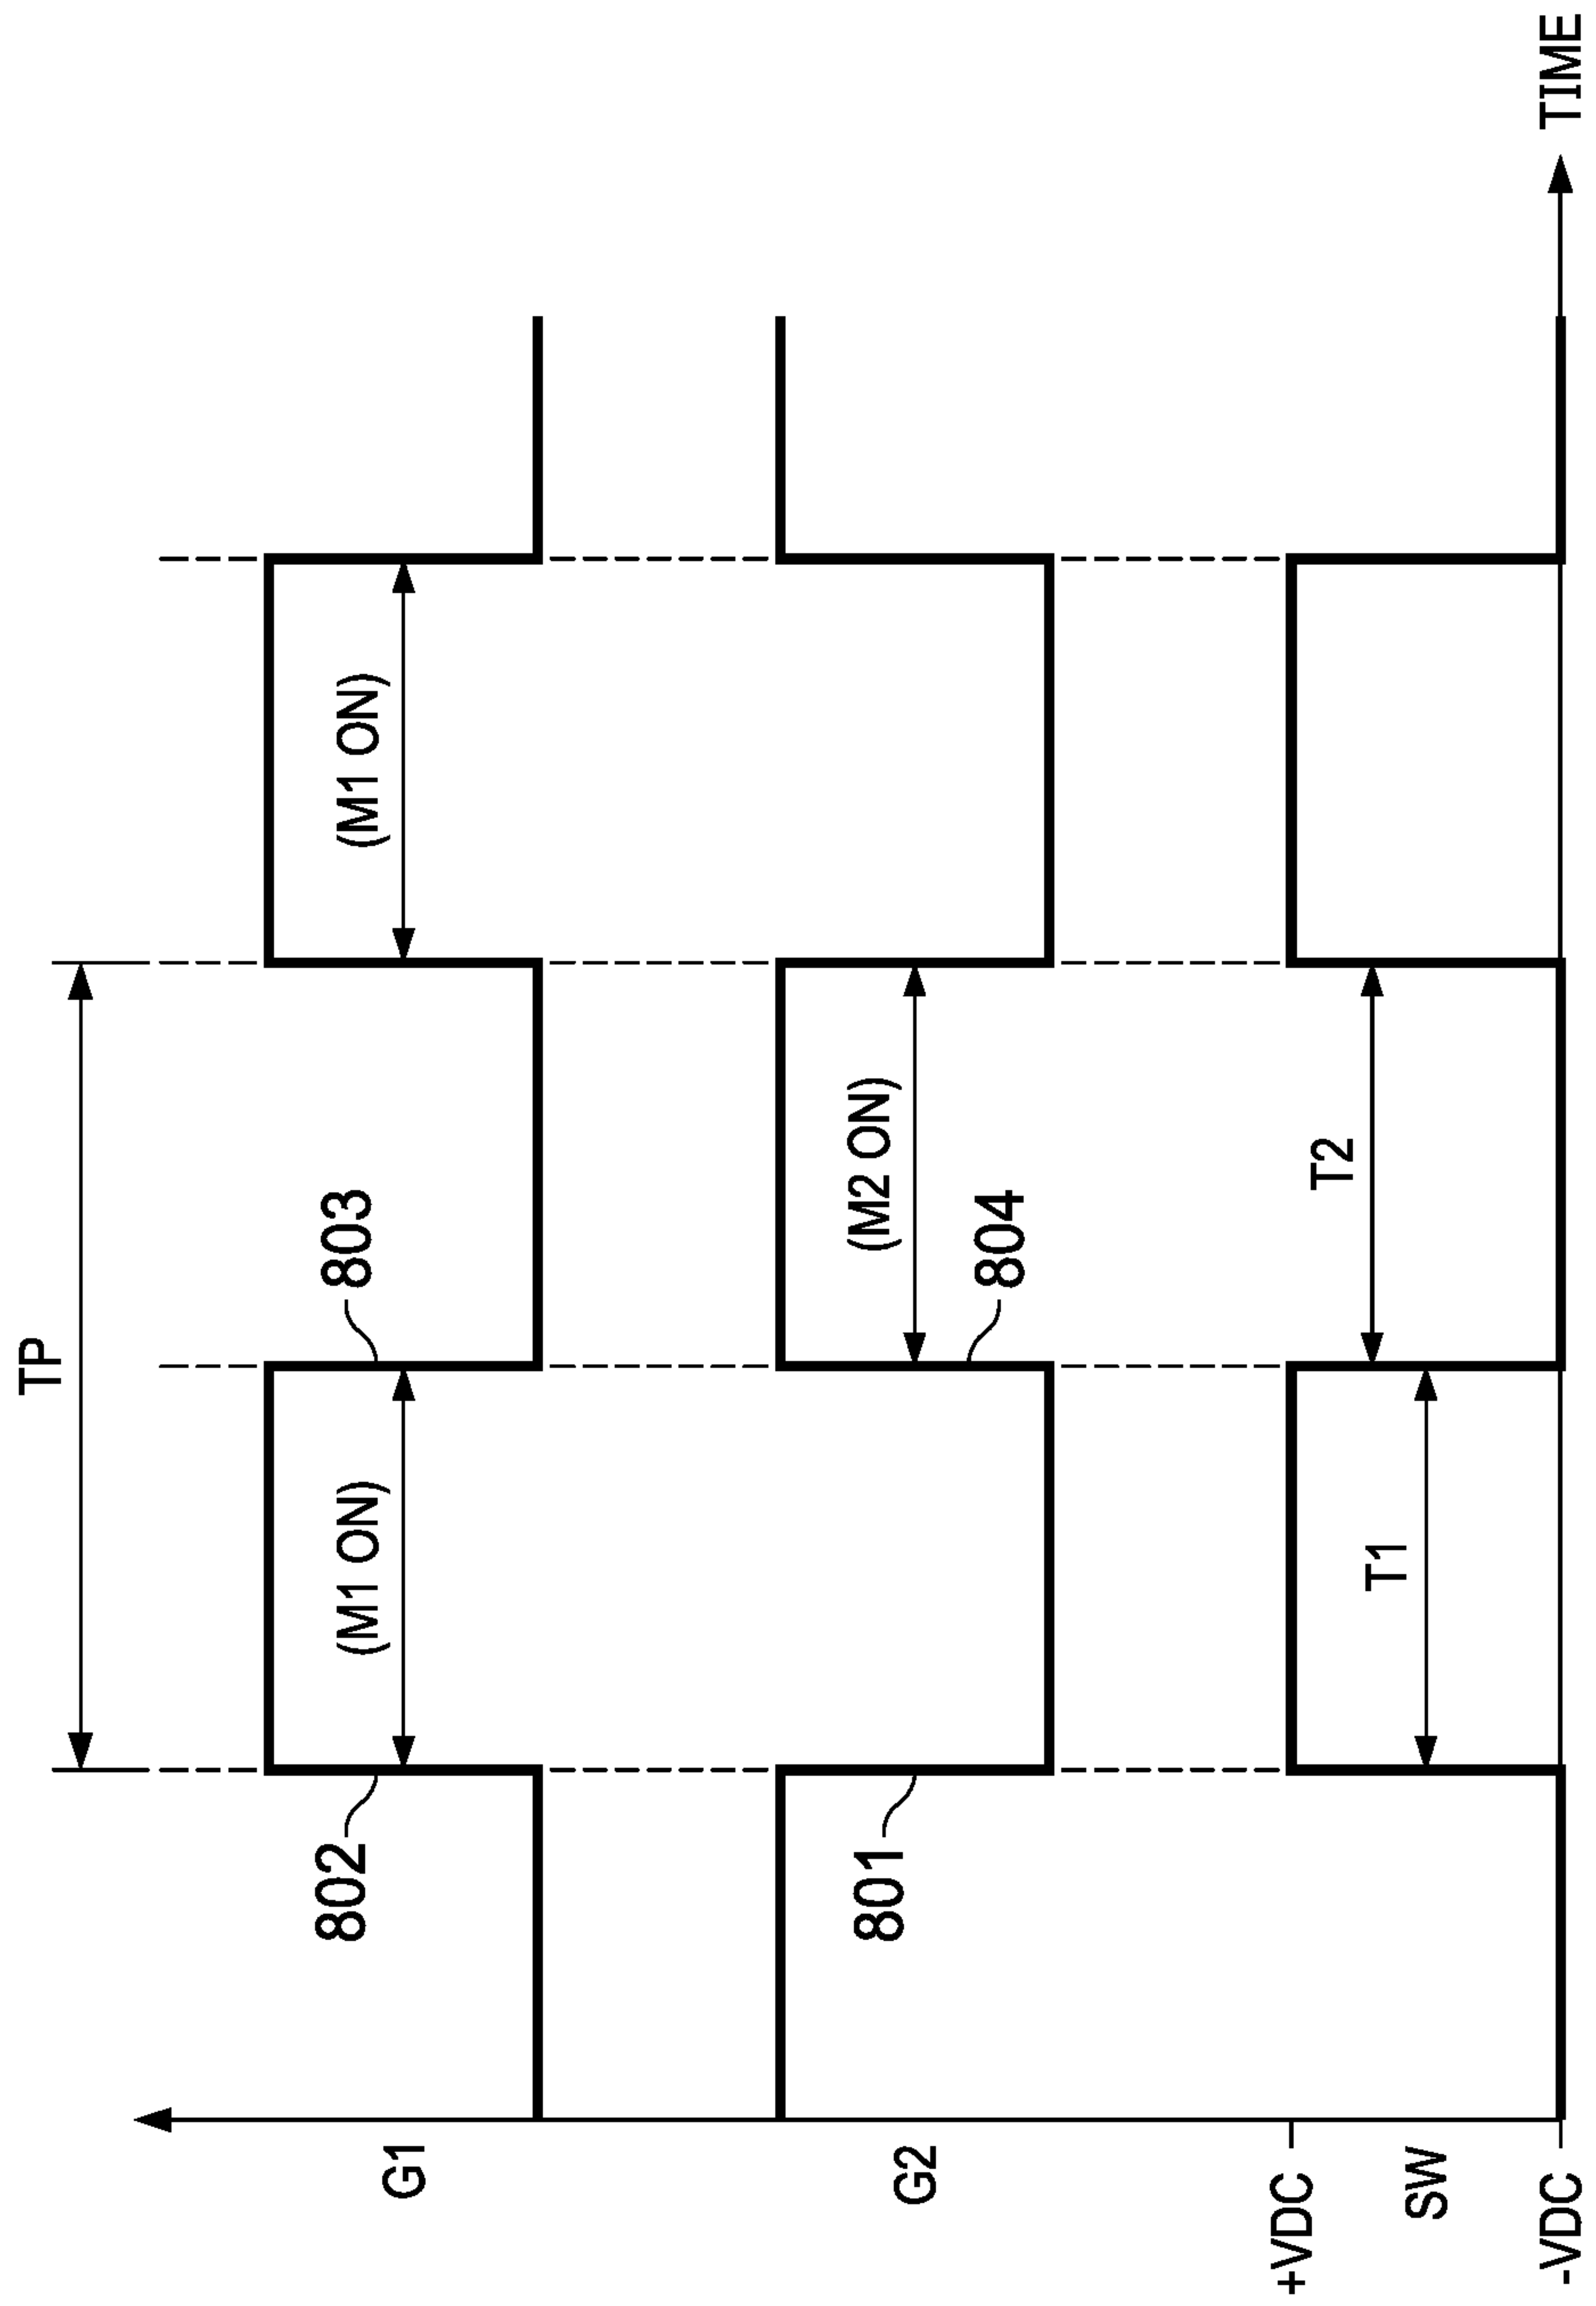 TP
802
803
G1
(M1 ON)
(M1 ON)
801
804
G2
(M2 ON)
+VDC
SW
-VDC
T1
T2
TIME